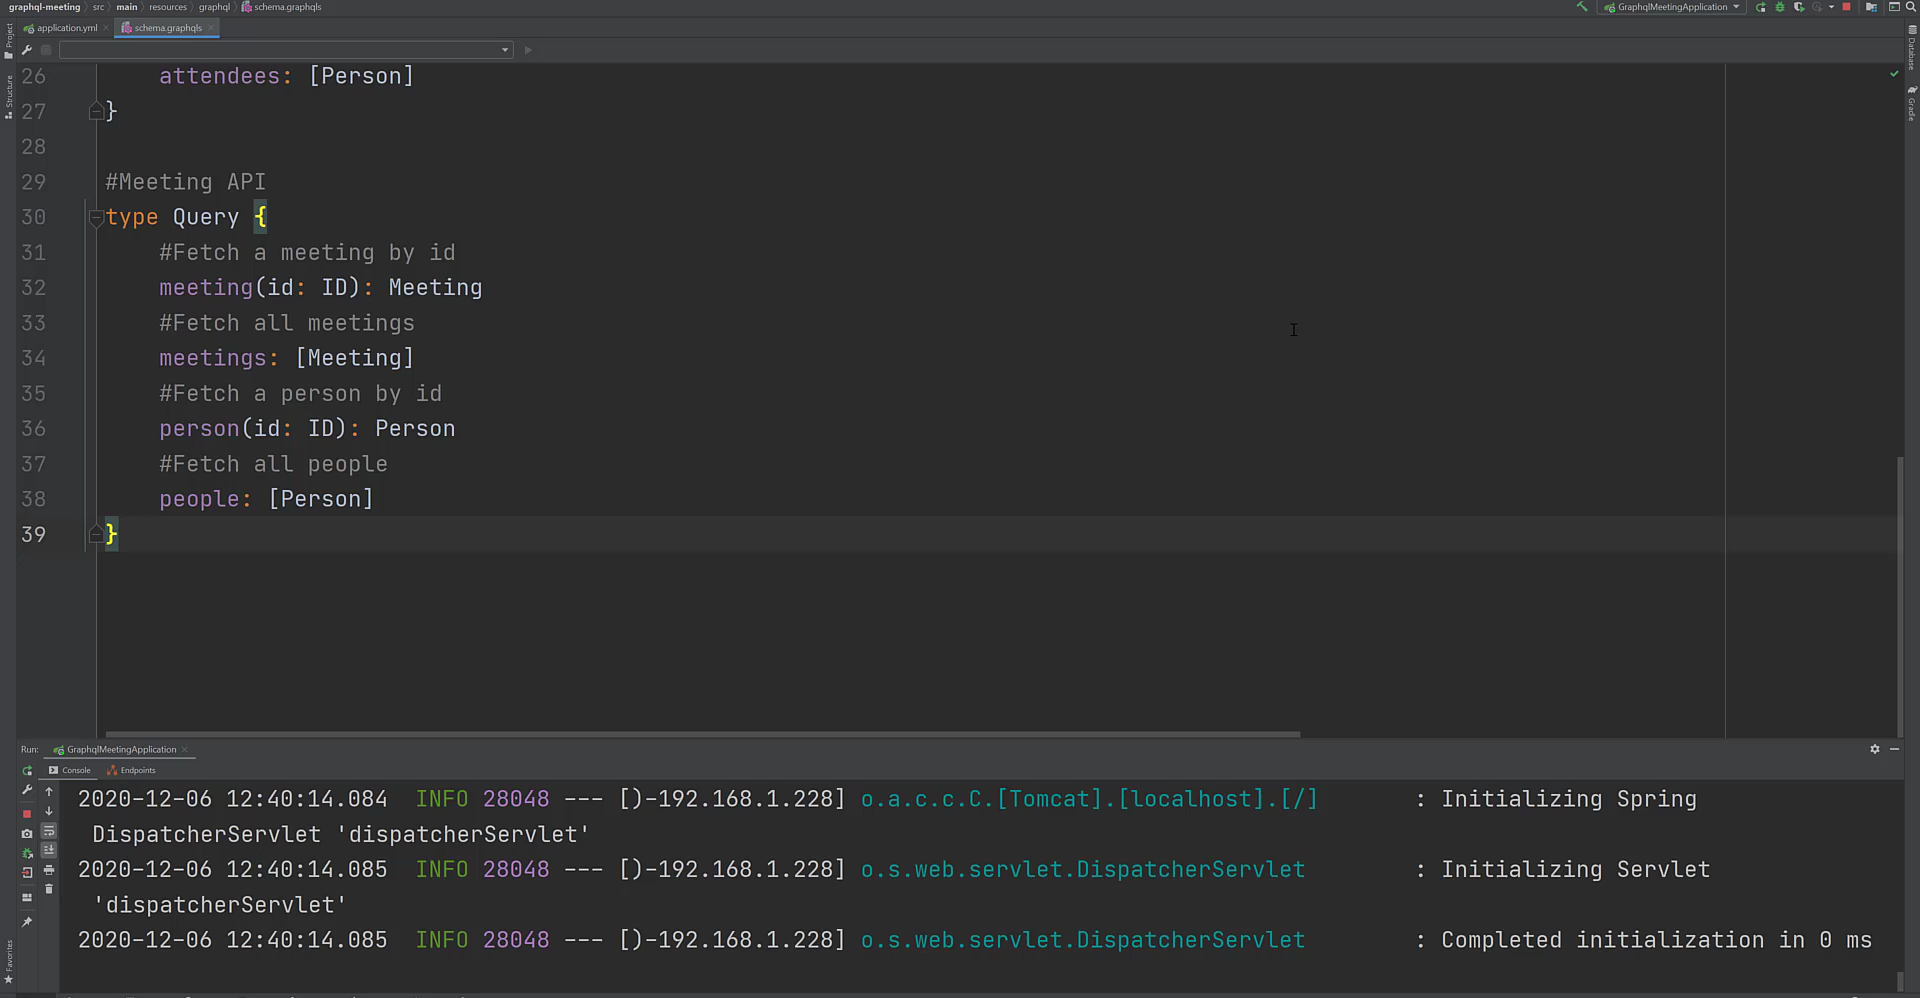 graphql-meeting > src > main > resources > graphql > schema.graphqls
GraphqlMeetingApplication
application.yml
schema.graphqls
Project
Structure
Favorites
Database
Gradle
26 attendees: [Person]
27 }
28
29 #Meeting API
30 type Query {
31 #Fetch a meeting by id
32 meeting(id: ID): Meeting
33 #Fetch all meetings
34 meetings: [Meeting]
35 #Fetch a person by id
36 person(id: ID): Person
37 #Fetch all people
38 people: [Person]
39 }
Run: GraphqlMeetingApplication
Console Endpoints
2020-12-06 12:40:14.084 INFO 28048 --- [)-192.168.1.228] o.a.c.c.C.[Tomcat].[localhost].[/] : Initializing Spring
DispatcherServlet 'dispatcherServlet'
2020-12-06 12:40:14.085 INFO 28048 --- [)-192.168.1.228] o.s.web.servlet.DispatcherServlet : Initializing Servlet
'dispatcherServlet'
2020-12-06 12:40:14.085 INFO 28048 --- [)-192.168.1.228] o.s.web.servlet.DispatcherServlet : Completed initialization in 0 ms